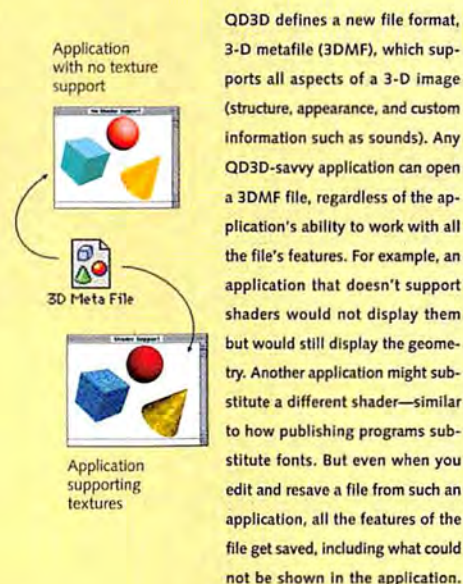 Application
with no texture
support
No Shader Support
3D Meta File
Shader Support
Application
supporting
textures
QD3D defines a new file format,
3-D metafile (3DMF), which sup-
ports all aspects of a 3-D image
(structure, appearance, and custom
information such as sounds). Any
QD3D-savvy application can open
a 3DMF file, regardless of the ap-
plication's ability to work with all
the file's features. For example, an
application that doesn't support
shaders would not display them
but would still display the geome-
try. Another application might sub-
stitute a different shader—similar
to how publishing programs sub-
stitute fonts. But even when you
edit and resave a file from such an
application, all the features of the
file get saved, including what could
not be shown in the application.